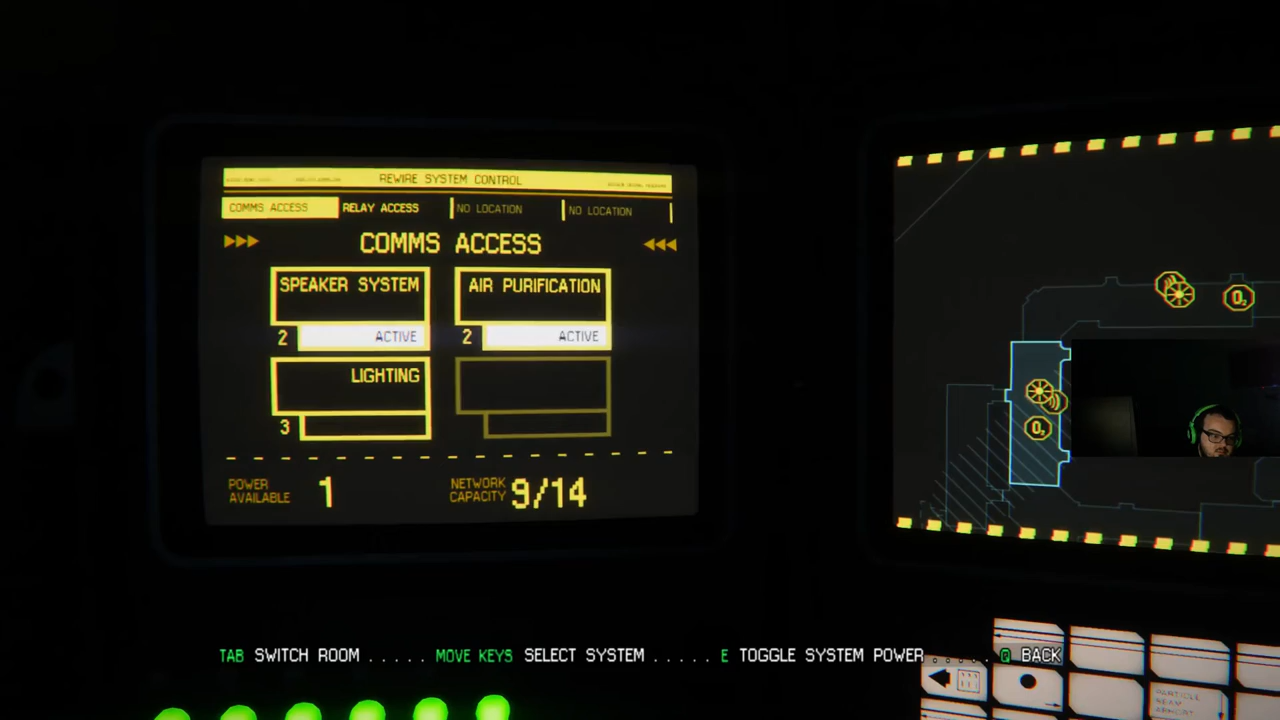 REWIRE SYSTEM CONTROL
COMMS ACCESS RELAY ACCESS NO LOCATION NO LOCATION
COMMS ACCESS
SPEAKER SYSTEM AIR PURIFICATION
2 ACTIVE 2 ACTIVE
LIGHTING
3
POWER AVAILABLE 1 NETWORK CAPACITY 9/14
O₂
O₂
TAB SWITCH ROOM ..... MOVE KEYS SELECT SYSTEM ..... E TOGGLE SYSTEM POWER ..... Q BACK
PARTICLE
BEAM